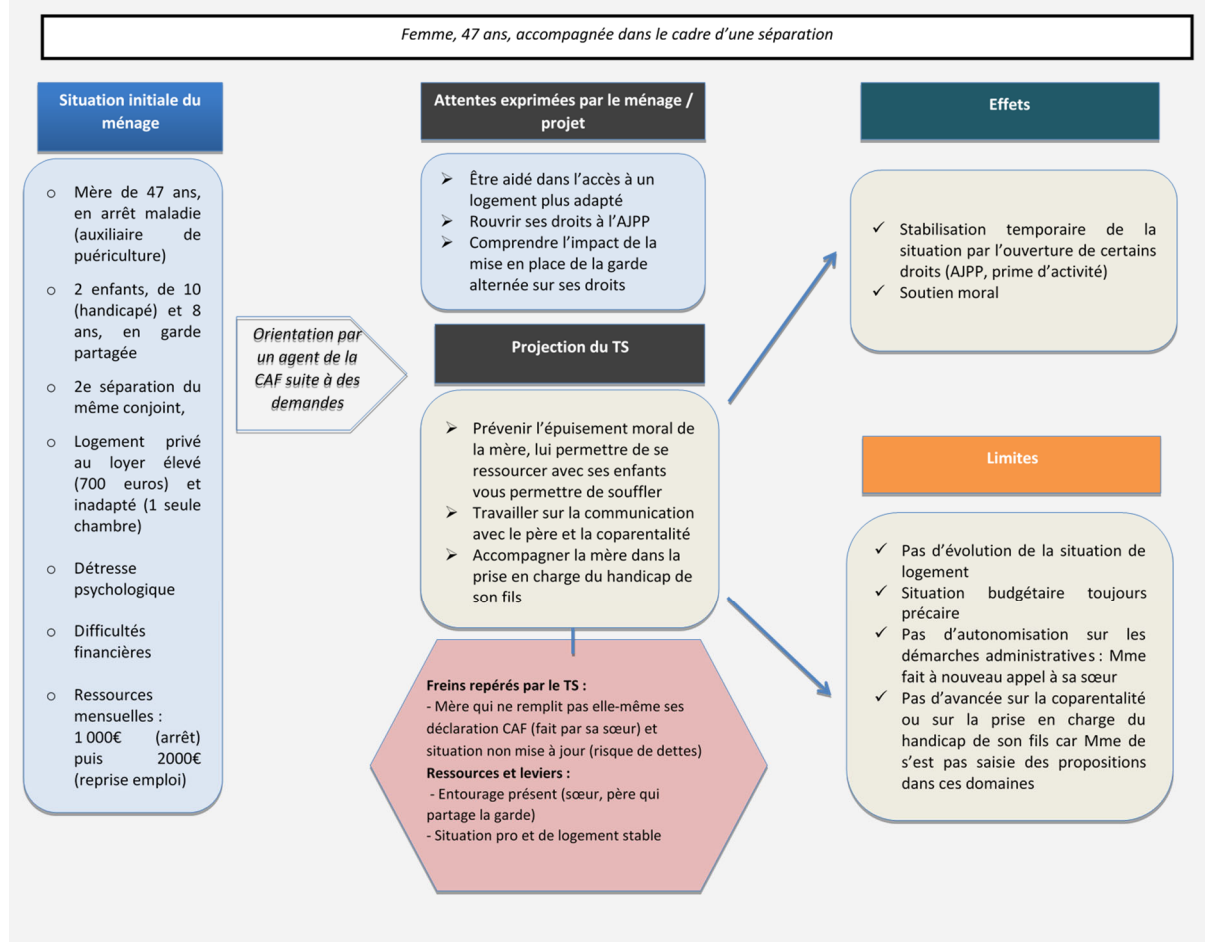 Femme, 47 ans, accompagnée dans le cadre d’une séparation
Situation initiale du
ménage
o Mère de 47 ans,
en arrêt maladie
(auxiliaire de
puériculture)
o 2 enfants, de 10
(handicapé) et 8
ans, en garde
partagée
o 2e séparation du
même conjoint,
o Logement privé
au loyer élevé
(700 euros) et
inadapté (1 seule
chambre)
o Détresse
psychologique
o Difficultés
financières
o Ressources
mensuelles :
1 000€ (arrêt)
puis 2000€
(reprise emploi)
Orientation par
un agent de la
CAF suite à des
demandes
Attentes exprimées par le ménage /
projet
➢ Être aidé dans l’accès à un
logement plus adapté
➢ Rouvrir ses droits à l’AJPP
➢ Comprendre l’impact de la
mise en place de la garde
alternée sur ses droits
Projection du TS
➢ Prévenir l’épuisement moral de
la mère, lui permettre de se
ressourcer avec ses enfants
vous permettre de souffler
➢ Travailler sur la communication
avec le père et la coparentalité
➢ Accompagner la mère dans la
prise en charge du handicap de
son fils
Freins repérés par le TS :
- Mère qui ne remplit pas elle-même ses
déclaration CAF (fait par sa sœur) et
situation non mise à jour (risque de dettes)
Ressources et leviers :
- Entourage présent (sœur, père qui
partage la garde)
- Situation pro et de logement stable
Effets
✓ Stabilisation temporaire de la
situation par l’ouverture de certains
droits (AJPP, prime d’activité)
✓ Soutien moral
Limites
✓ Pas d’évolution de la situation de
logement
✓ Situation budgétaire toujours
précaire
✓ Pas d’autonomisation sur les
démarches administratives : Mme
fait à nouveau appel à sa sœur
✓ Pas d’avancée sur la coparentalité
ou sur la prise en charge du
handicap de son fils car Mme de
s’est pas saisie des propositions
dans ces domaines